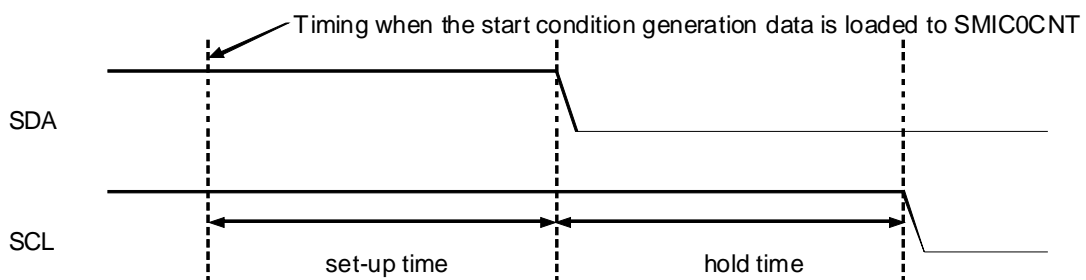 Timing when the start condition generation data is loaded to SMIC0CNT
SDA
SCL
set-up time
hold time